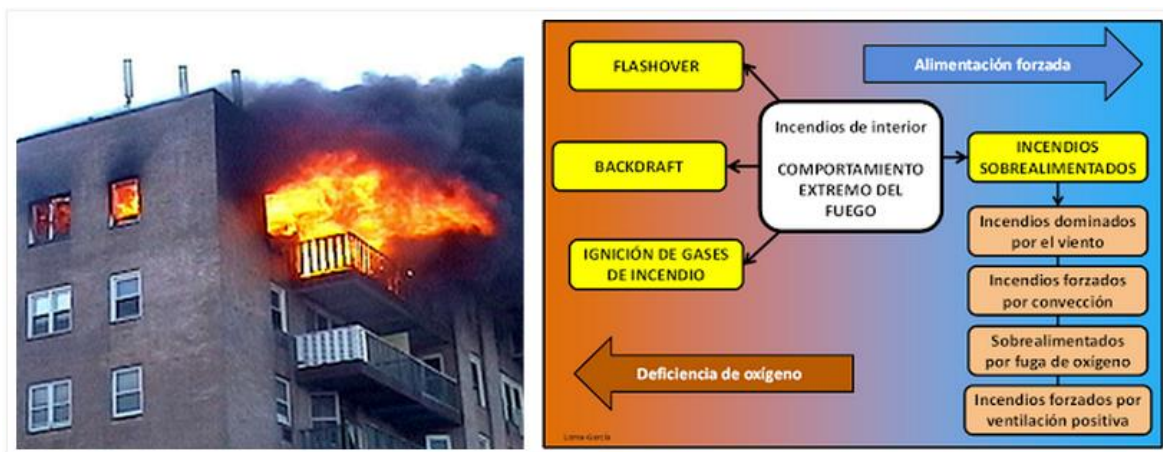 FLASHOVER
Alimentación forzada
Incendios de interior
COMPORTAMIENTO
EXTREMO DEL
FUEGO
BACKDRAFT
INCENDIOS
SOBREALIMENTADOS
IGNICIÓN DE GASES
DE INCENDIO
Incendios dominados
por el viento
Incendios forzados
por convección
Sobrealimentados
por fuga de oxígeno
Incendios forzados por
ventilación positiva
Deficiencia de oxígeno